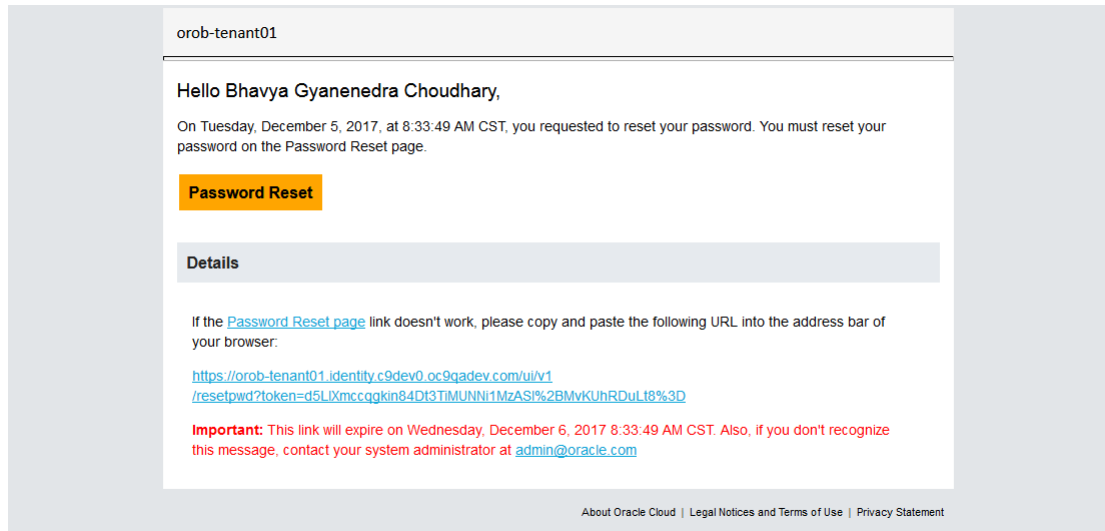 orob-tenant01
Hello Bhavya Gyanenedra Choudhary,
On Tuesday, December 5, 2017, at 8:33:49 AM CST, you requested to reset your password. You must reset your
password on the Password Reset page.
Password Reset
Details
If the Password Reset page link doesn't work, please copy and paste the following URL into the address bar of
your browser:
https://orob-tenant01.identity.c9dev0.oc9qadev.com/ui/v1
/resetpwd?token=d5LIXmccqgkin84Dt3TiMUNNi1MzASl%2BMvKUhRDuLt8%3D
Important: This link will expire on Wednesday, December 6, 2017 8:33:49 AM CST. Also, if you don't recognize
this message, contact your system administrator at admin@oracle.com
About Oracle Cloud | Legal Notices and Terms of Use | Privacy Statement